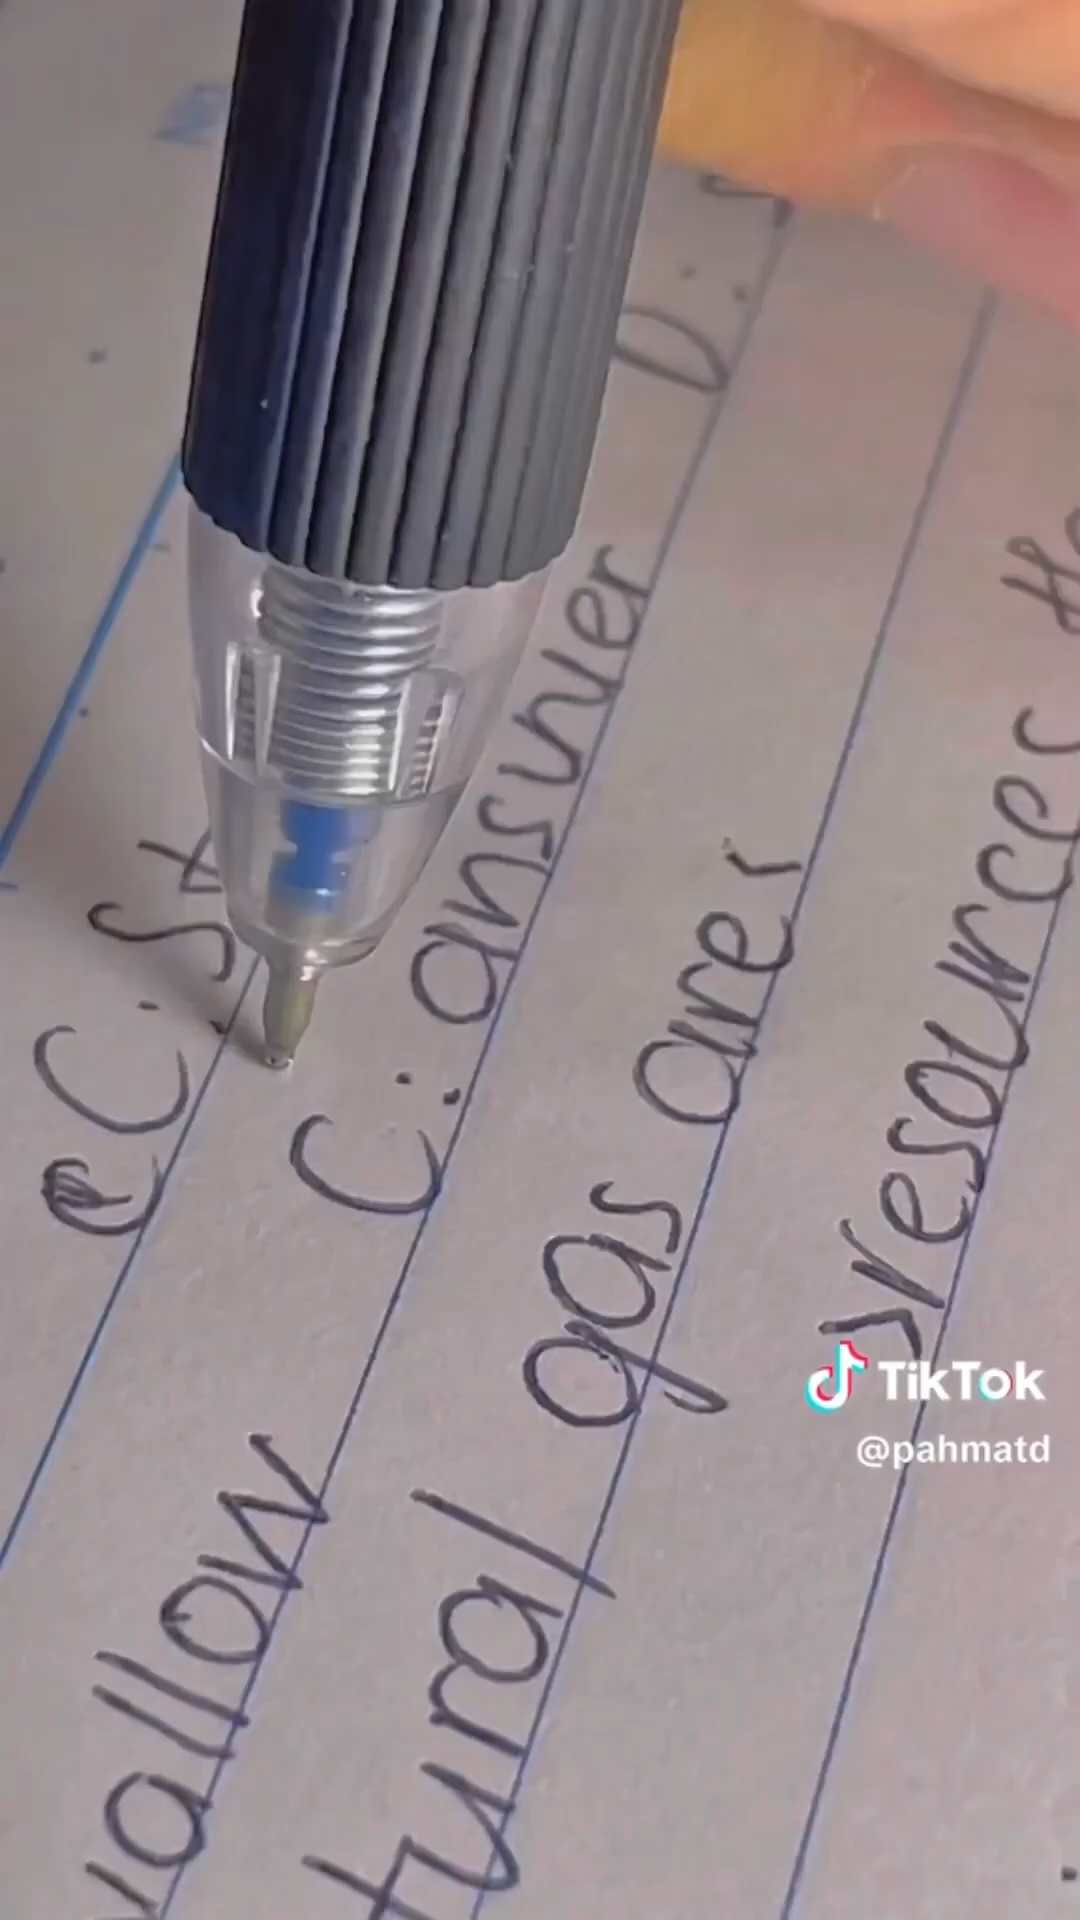 C. St
allow C: answer D:
tural gas are
>resources
TikTok
@pahmatd